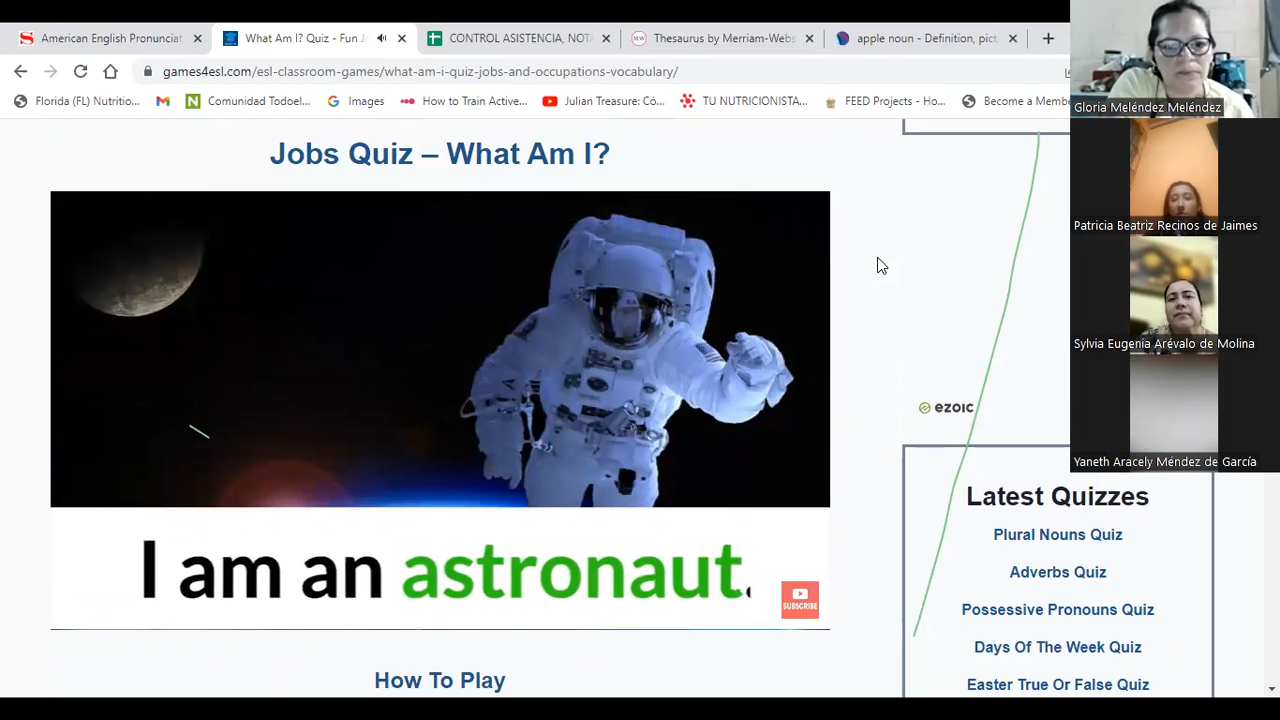 American English Pronunciat
What Am I? Quiz - Fun J
CONTROL ASISTENCIA, NOTA
Thesaurus by Merriam-Webs
apple noun - Definition, pict
games4esl.com/esl-classroom-games/what-am-i-quiz-jobs-and-occupations-vocabulary/
Florida (FL) Nutritio...
Comunidad Todoel...
Images
How to Train Active...
Julian Treasure: Có...
TU NUTRICIONISTA...
FEED Projects - Ho...
Become a Membe
Gloria Meléndez Meléndez
Patricia Beatriz Recinos de Jaimes
Sylvia Eugenia Arévalo de Molina
Yaneth Aracely Méndez de García
Jobs Quiz – What Am I?
I am an astronaut.
SUBSCRIBE
How To Play
ezoic
Latest Quizzes
Plural Nouns Quiz
Adverbs Quiz
Possessive Pronouns Quiz
Days Of The Week Quiz
Easter True Or False Quiz